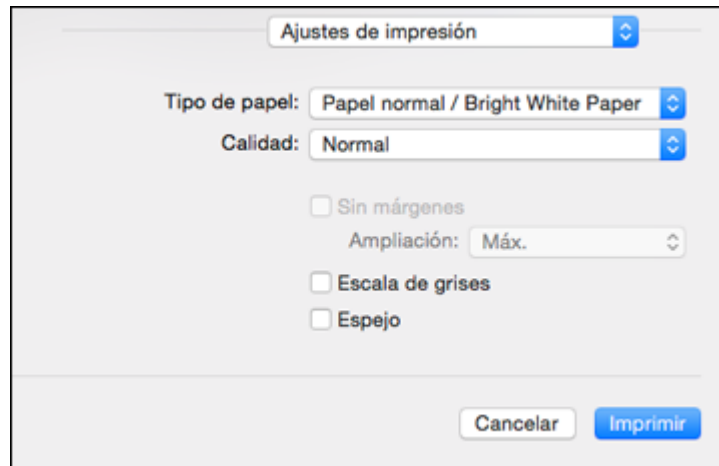 Ajustes de impresión
Tipo de papel: Papel normal / Bright White Paper
Calidad: Normal
Sin márgenes
Ampliación: Máx.
Escala de grises
Espejo
Cancelar Imprimir